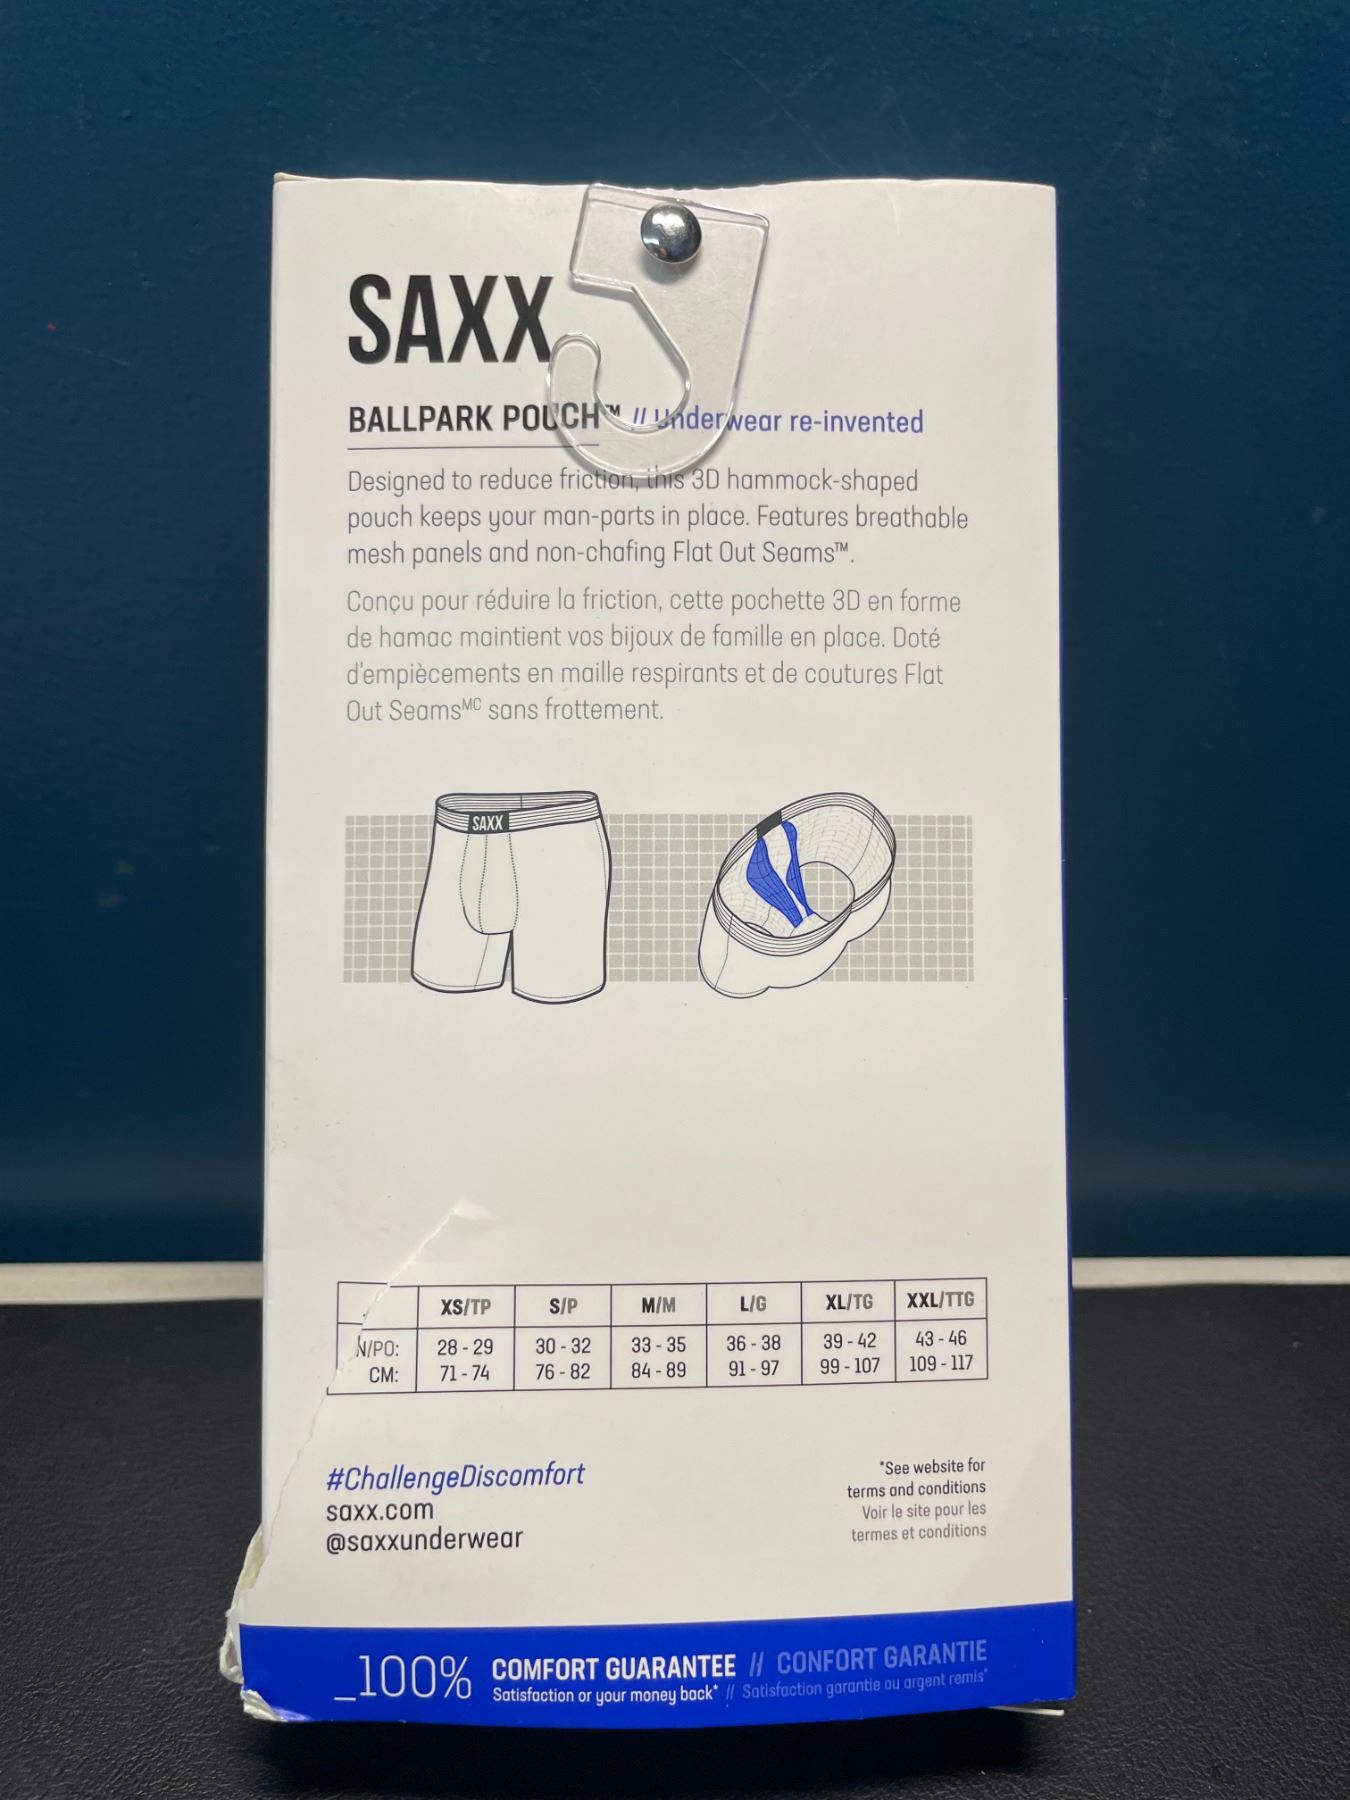 SAXX
BALLPARK POUCH™ // Underwear re-invented
Designed to reduce friction, this 3D hammock-shaped
pouch keeps your man-parts in place. Features breathable
mesh panels and non-chafing Flat Out Seams™.
Conçu pour réduire la friction, cette pochette 3D en forme
de hamac maintient vos bijoux de famille en place. Doté
d'empiècements en maille respirants et de coutures Flat
Out Seamsᴹᶜ sans frottement.
SAXX
XS/TP S/P M/M L/G XL/TG XXL/TTG
N/PO: 28 - 29 30 - 32 33 - 35 36 - 38 39 - 42 43 - 46
CM: 71 - 74 76 - 82 84 - 89 91 - 97 99 - 107 109 - 117
#ChallengeDiscomfort
saxx.com
@saxxunderwear
*See website for
terms and conditions
Voir le site pour les
termes et conditions
_100% COMFORT GUARANTEE // CONFORT GARANTIE
Satisfaction or your money back* // Satisfaction garantie ou argent remis*